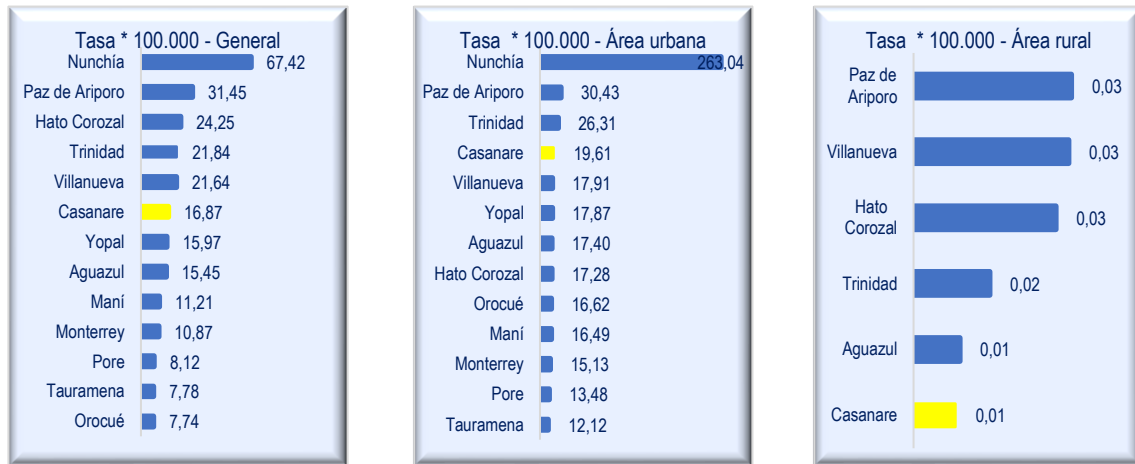 Tasa * 100.000 - General
Nunchía 67,42
Paz de Ariporo 31,45
Hato Corozal 24,25
Trinidad 21,84
Villanueva 21,64
Casanare 16,87
Yopal 15,97
Aguazul 15,45
Maní 11,21
Monterrey 10,87
Pore 8,12
Tauramena 7,78
Orocué 7,74
Tasa * 100.000 - Área urbana
Nunchía 263,04
Paz de Ariporo 30,43
Trinidad 26,31
Casanare 19,61
Villanueva 17,91
Yopal 17,87
Aguazul 17,40
Hato Corozal 17,28
Orocué 16,62
Maní 16,49
Monterrey 15,13
Pore 13,48
Tauramena 12,12
Tasa * 100.000 - Área rural
Paz de
Ariporo 0,03
Villanueva 0,03
Hato
Corozal 0,03
Trinidad 0,02
Aguazul 0,01
Casanare 0,01